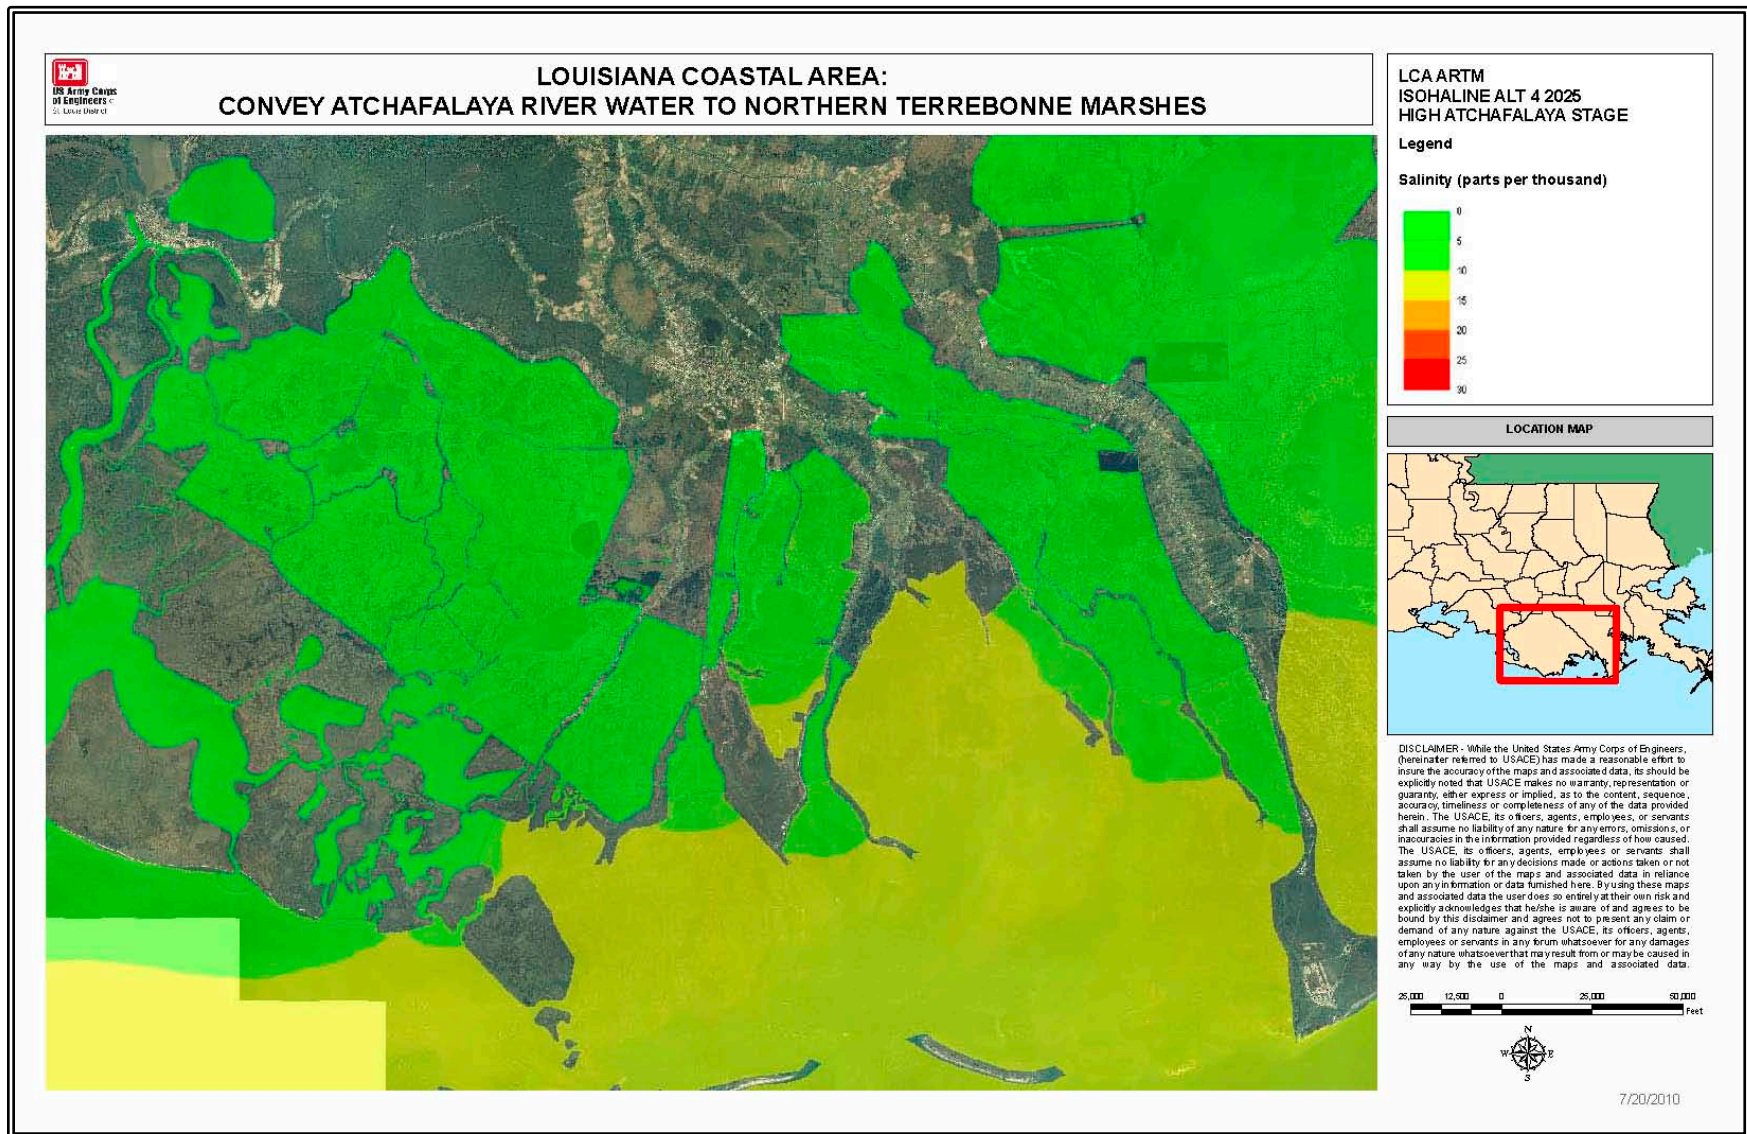 US Army Corps
of Engineers
St. Louis District
LOUISIANA COASTAL AREA:
CONVEY ATCHAFALAYA RIVER WATER TO NORTHERN TERREBONNE MARSHES
LCA ARTM
ISOHALINE ALT 4 2025
HIGH ATCHAFALAYA STAGE
Legend
Salinity (parts per thousand)
0
5
10
15
20
25
30
LOCATION MAP
DISCLAIMER - While the United States Army Corps of Engineers,
(hereinafter referred to USACE) has made a reasonable effort to
insure the accuracy of the maps and associated data, its should be
explicitly noted that USACE makes no warranty, representation or
guaranty, either express or implied, as to the content, sequence,
accuracy, timeliness or completeness of any of the data provided
herein. The USACE, its officers, agents, employees, or servants
shall assume no liability of any nature for any errors, omissions, or
inaccuracies in the information provided regardless of how caused.
The USACE, its officers, agents, employees or servants shall
assume no liability for any decisions made or actions taken or not
taken by the user of the maps and associated data in reliance
upon any information or data furnished here. By using these maps
and associated data the user does so entirely at their own risk and
explicitly acknowledges that he/she is aware of and agrees to be
bound by this disclaimer and agrees not to present any claim or
demand of any nature against the USACE, its officers, agents,
employees or servants in any forum whatsoever for any damages
of any nature whatsoever that may result from or may be caused in
any way by the use of the maps and associated data.
25,000 12,500 0 25,000 50,000
Feet
N
W E
S
7/20/2010